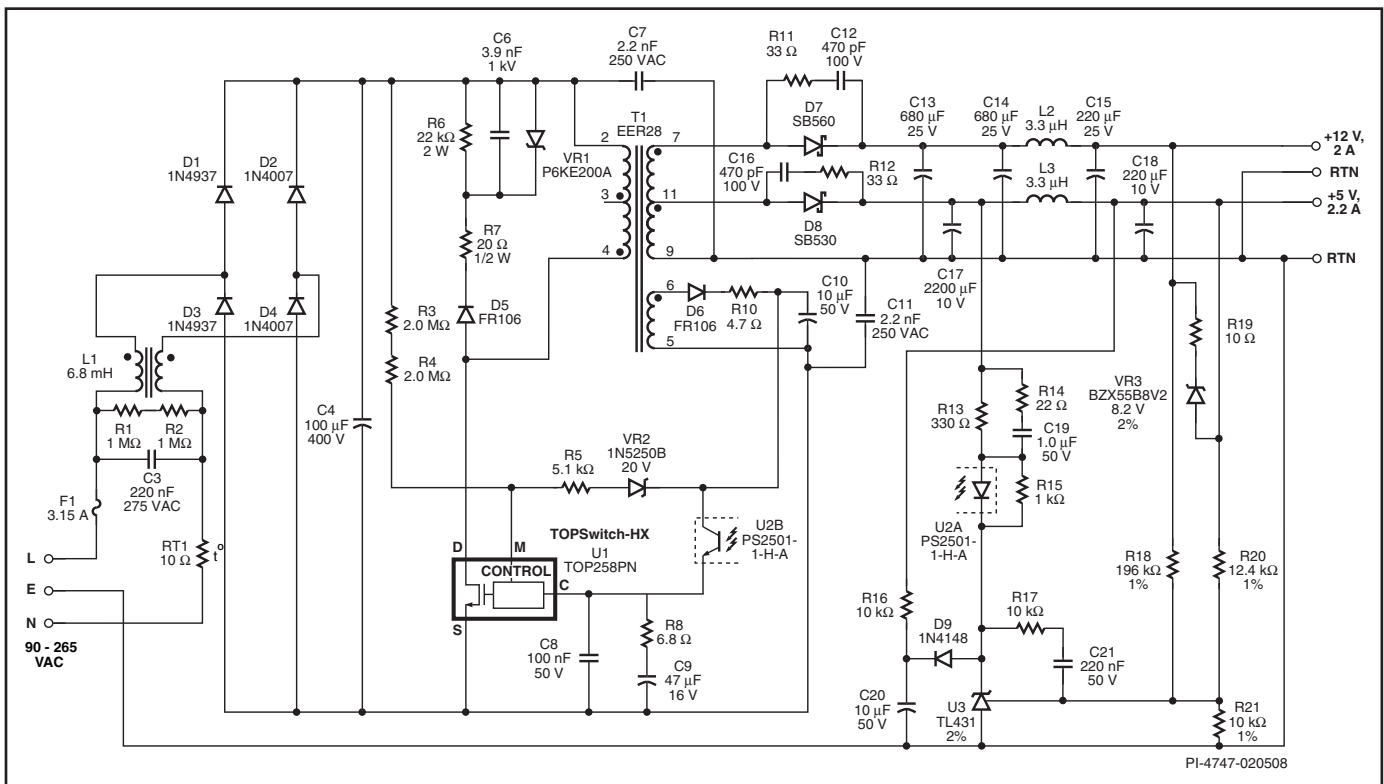 C6
3.9 nF
1 kV
C7
2.2 nF
250 VAC
R11
33 Ω
C12
470 pF
100 V
D7
SB560
C13
680 μF
25 V
C14
680 μF
25 V
L2
3.3 μH
C15
220 μF
25 V
+12 V,
2 A
RTN
+5 V,
2.2 A
RTN
R6
22 kΩ
2 W
VR1
P6KE200A
T1
EER28
2
3
4
7
11
9
6
5
C16
470 pF
100 V
R12
33 Ω
D8
SB530
L3
3.3 μH
C18
220 μF
10 V
D1
1N4937
D2
1N4007
D3
1N4937
D4
1N4007
R7
20 Ω
1/2 W
D5
FR106
D6
FR106
R10
4.7 Ω
C10
10 μF
50 V
C11
2.2 nF
250 VAC
C17
2200 μF
10 V
R3
2.0 MΩ
R4
2.0 MΩ
L1
6.8 mH
R1
1 MΩ
R2
1 MΩ
C3
220 nF
275 VAC
C4
100 μF
400 V
F1
3.15 A
RT1
10 Ω
t°
L
E
N
90 - 265
VAC
R5
5.1 kΩ
VR2
1N5250B
20 V
TOPSwitch-HX
U1
TOP258PN
D
M
CONTROL
C
S
U2B
PS2501-
1-H-A
C8
100 nF
50 V
R8
6.8 Ω
C9
47 μF
16 V
R13
330 Ω
R14
22 Ω
C19
1.0 μF
50 V
R15
1 kΩ
U2A
PS2501-
1-H-A
R19
10 Ω
VR3
BZX55B8V2
8.2 V
2%
R16
10 kΩ
D9
1N4148
R17
10 kΩ
C21
220 nF
50 V
R18
196 kΩ
1%
R20
12.4 kΩ
1%
C20
10 μF
50 V
U3
TL431
2%
R21
10 kΩ
1%
PI-4747-020508